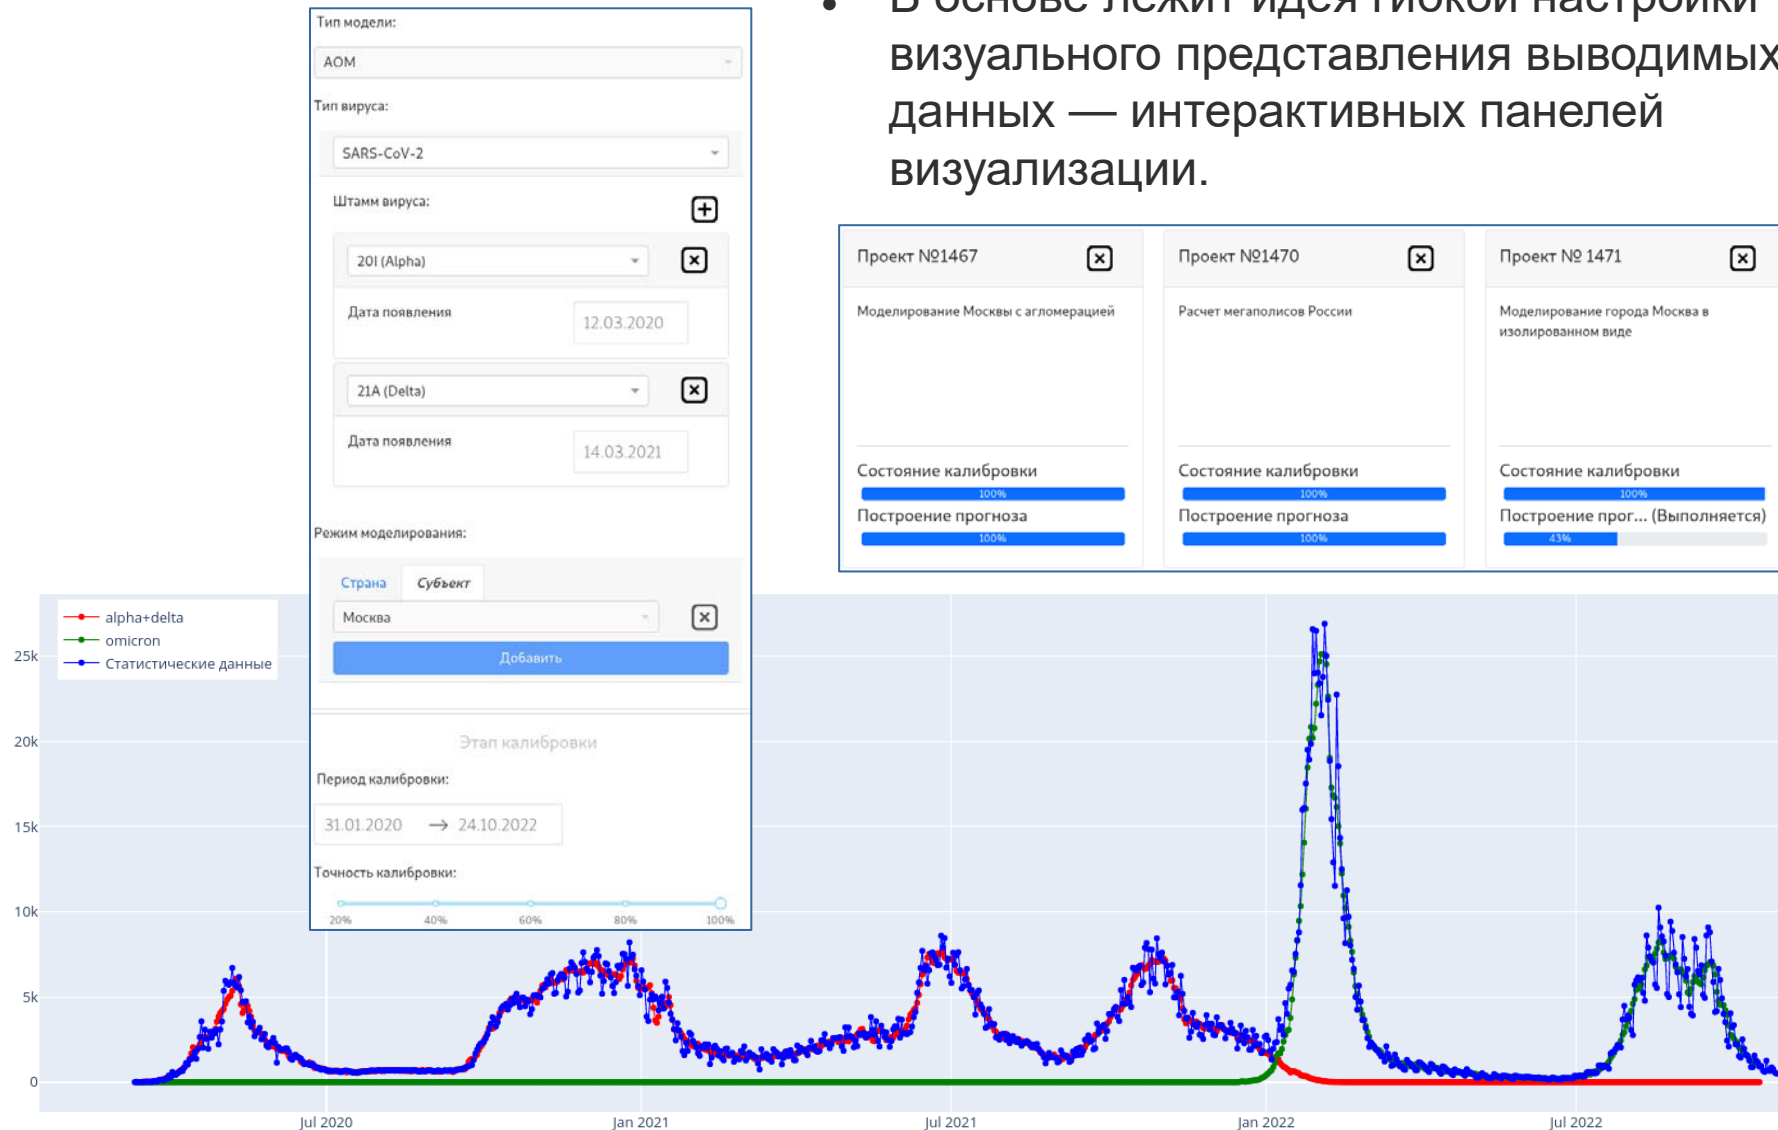 Тип модели:
АОМ
Тип вируса:
SARS-CoV-2
Штамм вируса:
20I (Alpha)
Дата появления
12.03.2020
21A (Delta)
Дата появления
14.03.2021
Режим моделирования:
Страна Субъект
Москва
Добавить
Этап калибровки
Период калибровки:
31.01.2020 → 24.10.2022
Точность калибровки:
20% 40% 60% 80% 100%
• В основе лежит идея гибкой настройки
визуального представления выводимых
данных — интерактивных панелей
визуализации.
Проект №1467
Моделирование Москвы с агломерацией
Состояние калибровки
100%
Построение прогноза
100%
Проект №1470
Расчет мегаполисов России
Состояние калибровки
100%
Построение прогноза
100%
Проект № 1471
Моделирование города Москва в
изолированном виде
Состояние калибровки
100%
Построение прог... (Выполняется)
43%
alpha+delta
omicron
Статистические данные
25k
20k
15k
10k
5k
0
Jul 2020 Jan 2021 Jul 2021 Jan 2022 Jul 2022